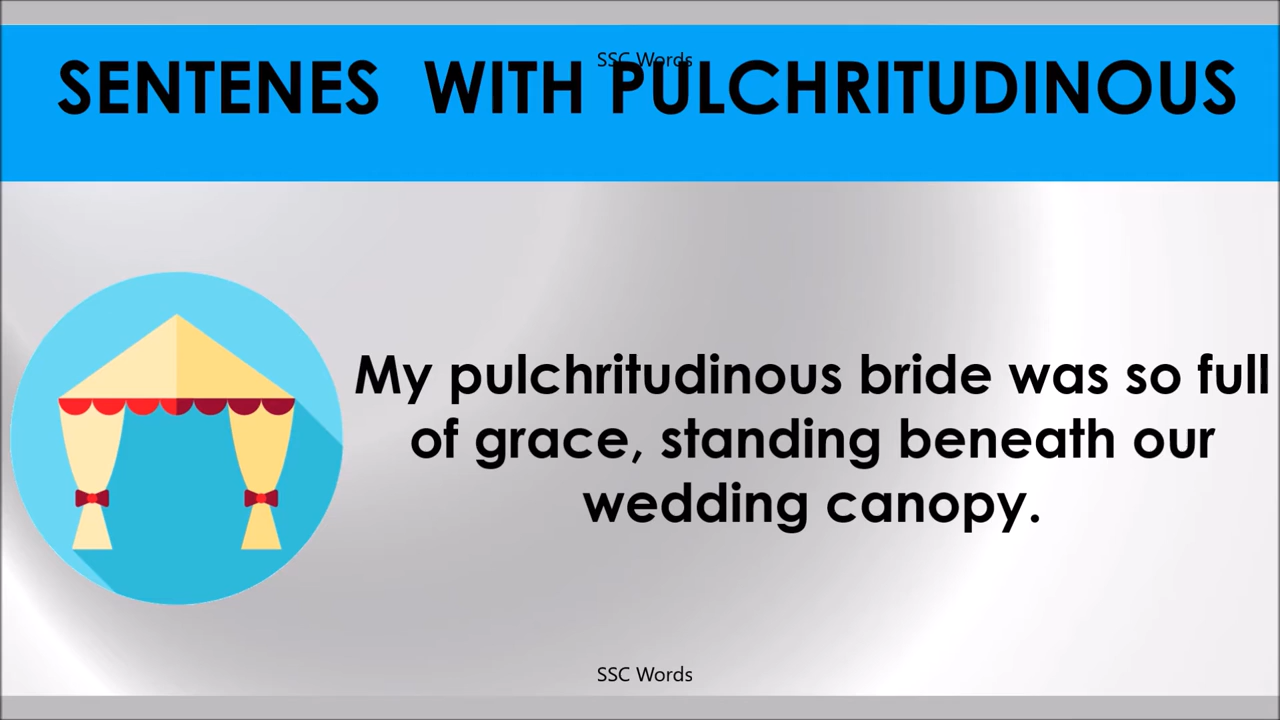 SSC Words
SENTENES WITH PULCHRITUDINOUS
My pulchritudinous bride was so full
of grace, standing beneath our
wedding canopy.
SSC Words